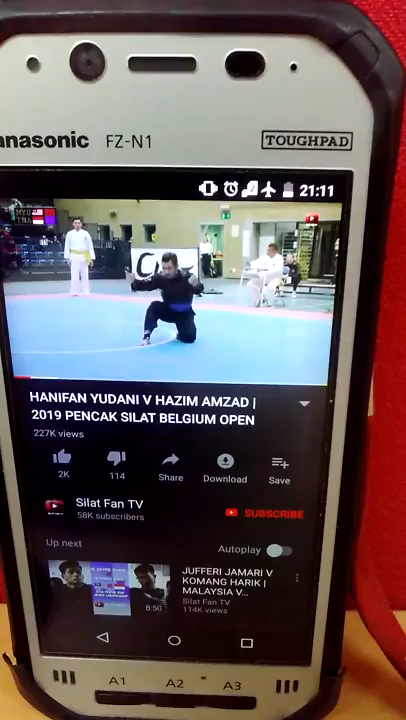 anasonic FZ-N1
TOUGHPAD
21:11
MYS
INA
HANIFAN YUDANI V HAZIM AMZAD |
2019 PENCAK SILAT BELGIUM OPEN
227K views
2K
114
Share
Download
Save
Silat Fan TV
58K subscribers
SUBSCRIBE
Up next
Autoplay
JUFFERI JAMARI V
KOMANG HARIK |
MALAYSIA V...
Silat Fan TV
114K views
8:50
A1 A2 A3